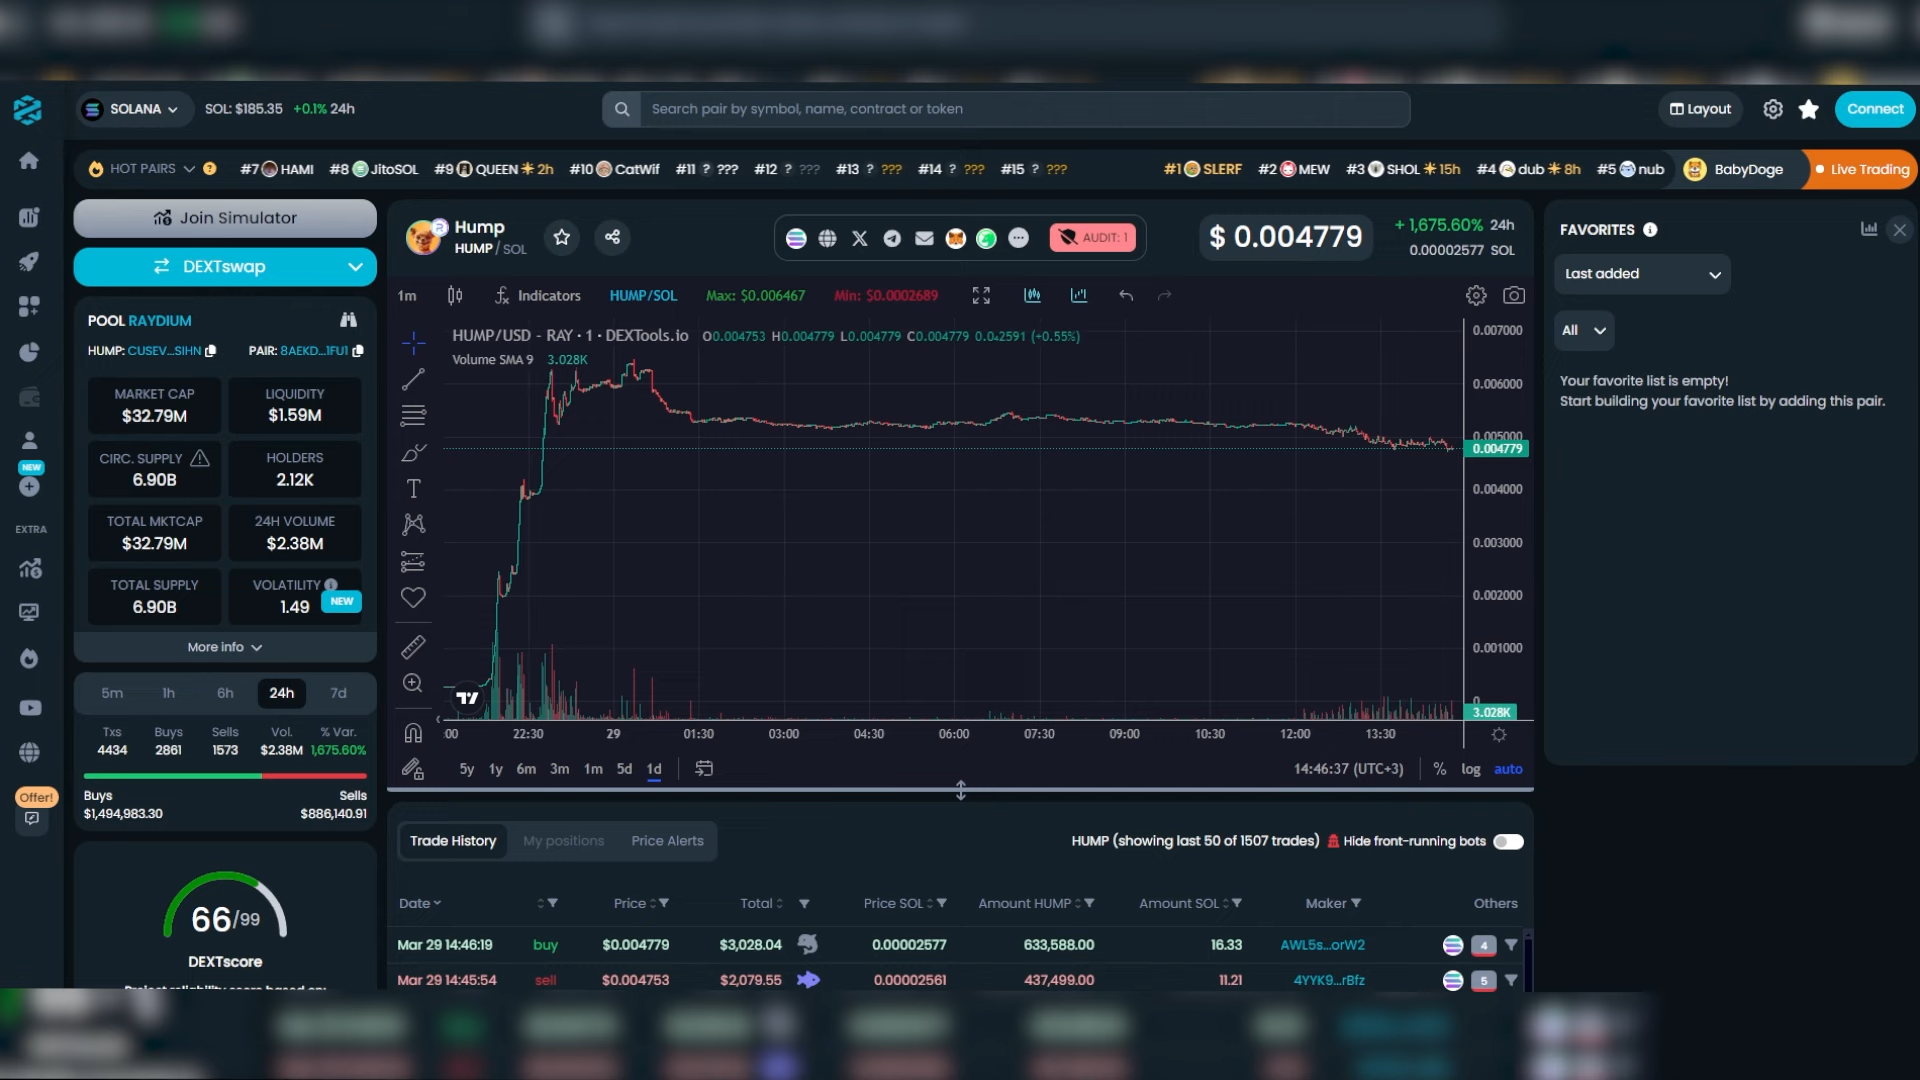 SOLANA SOL: $185.35 +0.1% 24h
Search pair by symbol, name, contract or token
Layout
Connect
HOT PAIRS ? #7 HAMI #8 JitoSOL #9 QUEEN 2h #10 CatWif #11 ? ??? #12 ? ??? #13 ? ??? #14 ? ??? #15 ? ???
#1 SLERF #2 MEW #3 SHOL 15h #4 dub 8h #5 nub BabyDoge Live Trading
Join Simulator
DEXTswap
POOL RAYDIUM
HUMP: CUSEV...SIHN PAIR: 8AEKD...1FU1
MARKET CAP
$32.79M
LIQUIDITY
$1.59M
CIRC. SUPPLY
6.90B
HOLDERS
2.12K
TOTAL MKTCAP
$32.79M
24H VOLUME
$2.38M
TOTAL SUPPLY
6.90B
VOLATILITY
1.49 NEW
More info
5m 1h 6h 24h 7d
Txs Buys Sells Vol. % Var.
4434 2861 1573 $2.38M 1,675.60%
Buys Sells
$1,494,983.30 $886,140.91
66/99
DEXTscore
NEW
EXTRA
Offer!
Hump
HUMP/SOL
AUDIT: 1
$ 0.004779
+ 1,675.60% 24h
0.00002577 SOL
1m Indicators HUMP/SOL Max: $0.006467 Min: $0.0002689
HUMP/USD - RAY · 1 · DEXTools.io O0.004753 H0.004779 L0.004779 C0.004779 0.0₄2591 (+0.55%)
Volume SMA 9 3.028K
0.007000
0.006000
0.005000
0.004779
0.004000
0.003000
0.002000
0.001000
0
3.028K
:00 22:30 29 01:30 03:00 04:30 06:00 07:30 09:00 10:30 12:00 13:30
5y 1y 6m 3m 1m 5d 1d
14:46:37 (UTC+3) % log auto
Trade History My positions Price Alerts
HUMP (showing last 50 of 1507 trades) Hide front-running bots
Date Price Total Price SOL Amount HUMP Amount SOL Maker Others
Mar 29 14:46:19 buy $0.004779 $3,028.04 0.00002577 633,588.00 16.33 AWL5s...orW2 4
Mar 29 14:45:54 sell $0.004753 $2,079.55 0.00002561 437,499.00 11.21 4YYK9...rBfz 5
FAVORITES
Last added
All
Your favorite list is empty!
Start building your favorite list by adding this pair.